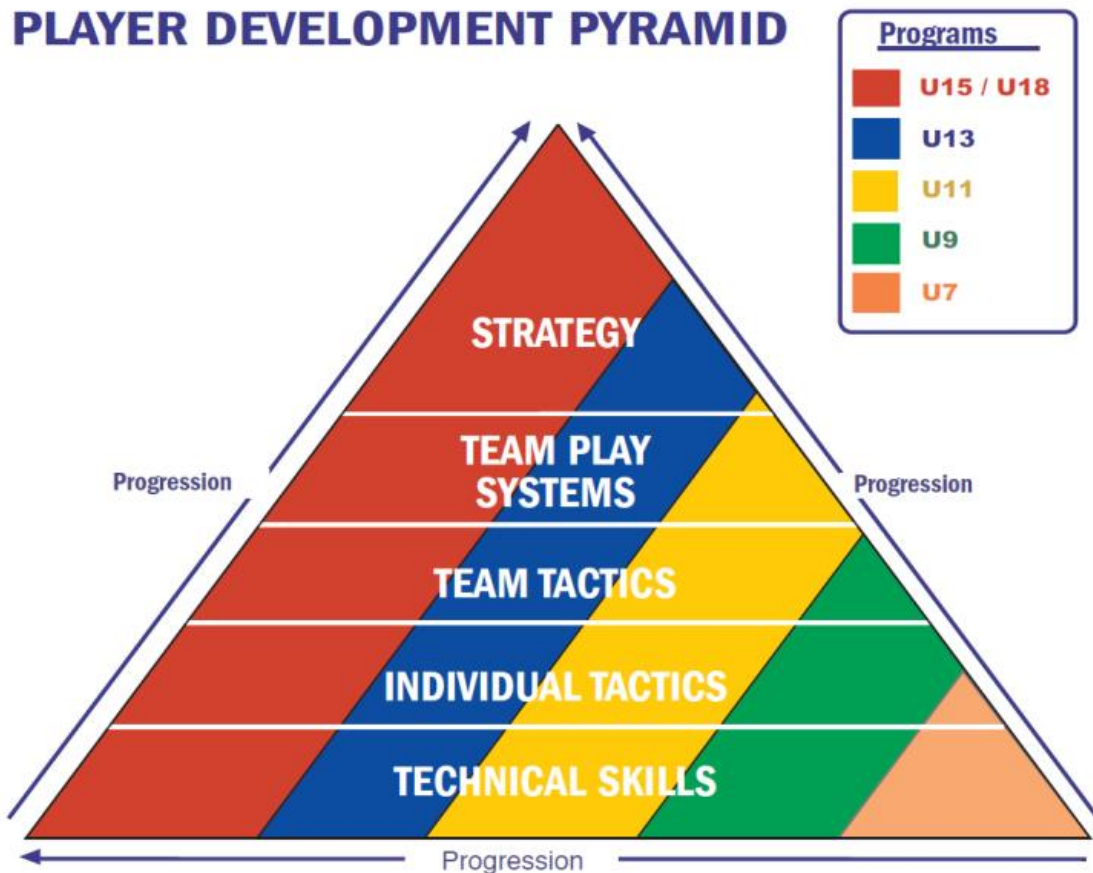 PLAYER DEVELOPMENT PYRAMID
Programs
U15 / U18
U13
U11
U9
U7
STRATEGY
TEAM PLAY
SYSTEMS
Progression
Progression
TEAM TACTICS
INDIVIDUAL TACTICS
TECHNICAL SKILLS
Progression